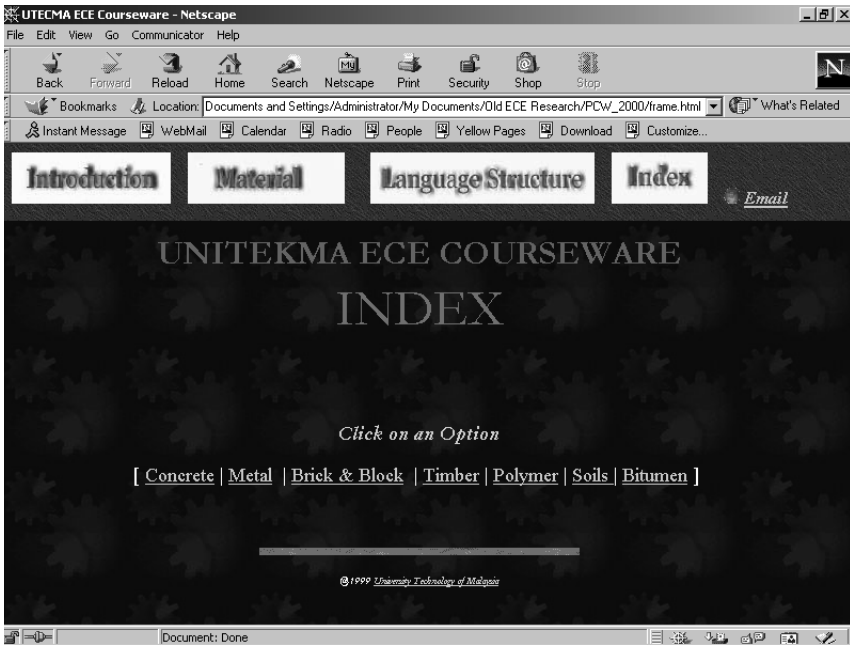 UTECMA ECE Courseware - Netscape
File Edit View Go Communicator Help
My
Back Forward Reload Home Search Netscape Print Security Shop Stop
N
Bookmarks Location: Documents and Settings/Administrator/My Documents/Old ECE Research/PCW_2000/frame.html What's Related
Instant Message WebMail Calendar Radio People Yellow Pages Download Customize...
Introduction Material Language Structure Index Email
UNITEKMA ECE COURSEWARE
INDEX
Click on an Option
[ Concrete | Metal | Brick & Block | Timber | Polymer | Soils | Bitumen ]
@1999 University Technology of Malaysia
Document: Done